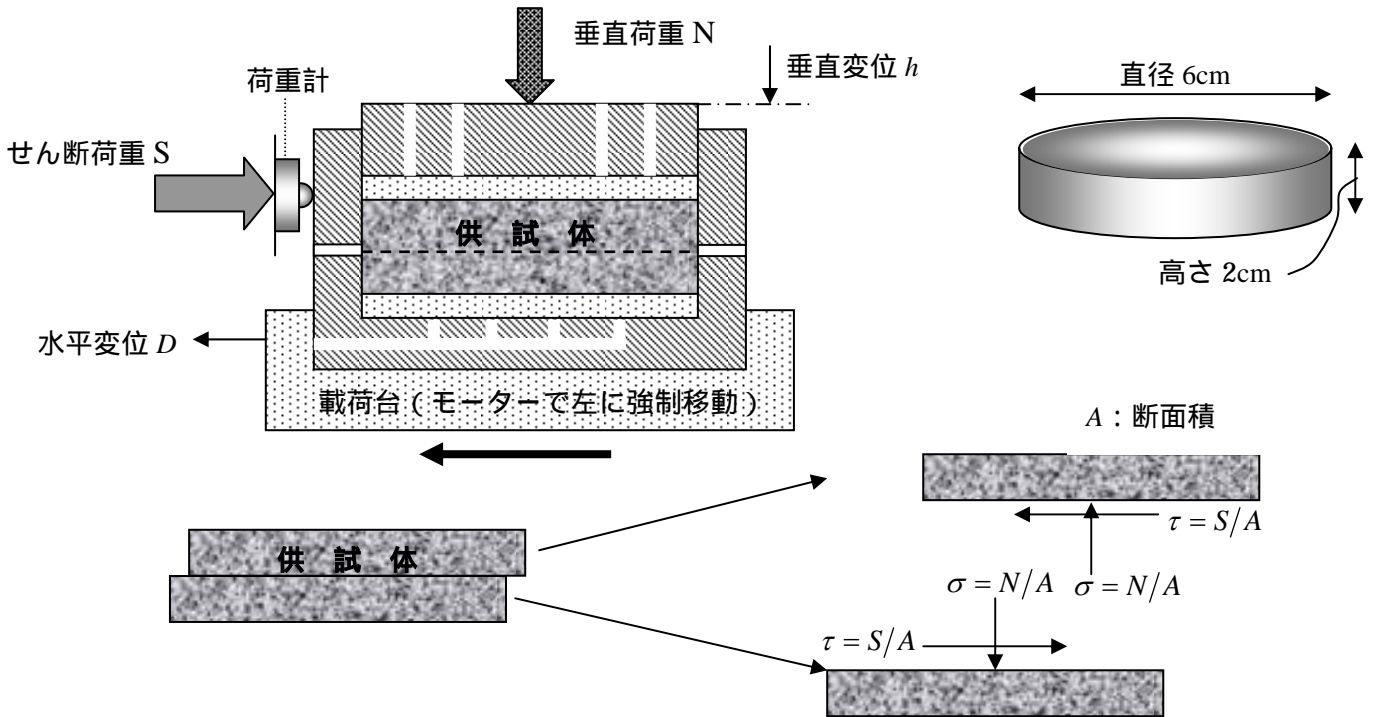 垂直荷重 N
垂直変位 h
荷重計
せん断荷重 S
直径 6cm
供 試 体
高さ 2cm
水平変位 D
載荷台（モーターで左に強制移動）
A：断面積
τ = S/A
供 試 体
σ = N/A σ = N/A
τ = S/A